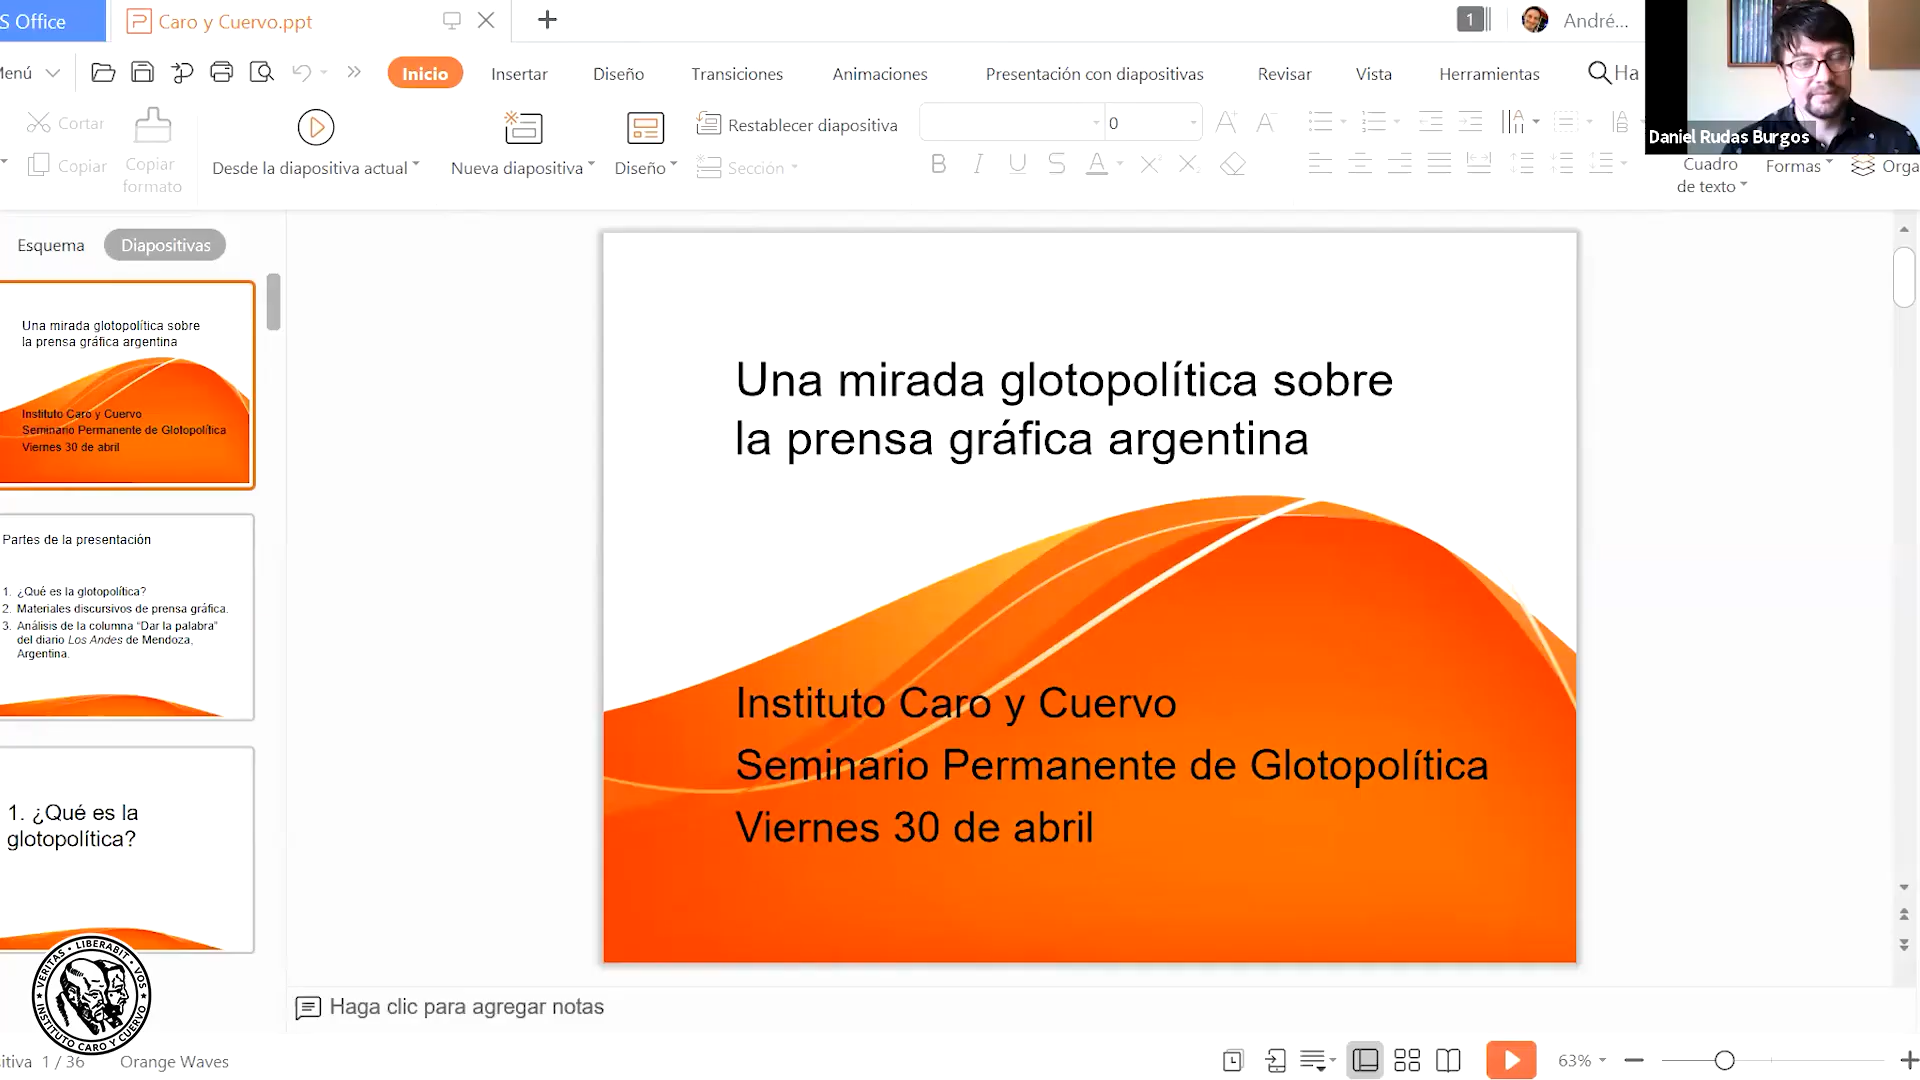 S Office
Caro y Cuervo.ppt
1
André...
enú
Inicio
Insertar
Diseño
Transiciones
Animaciones
Presentación con diapositivas
Revisar
Vista
Herramientas
Ha
Cortar
Copiar
Copiar
formato
Desde la diapositiva actual
Nueva diapositiva
Diseño
Restablecer diapositiva
Sección
0
Daniel Rudas Burgos
Cuadro
de texto
Formas
Orga
Esquema
Diapositivas
Una mirada glotopolítica sobre
la prensa gráfica argentina
Instituto Caro y Cuervo
Seminario Permanente de Glotopolítica
Viernes 30 de abril
Partes de la presentación
1. ¿Qué es la glotopolítica?
2. Materiales discursivos de prensa gráfica.
3. Análisis de la columna “Dar la palabra”
del diario Los Andes de Mendoza,
Argentina.
1. ¿Qué es la
glotopolítica?
Una mirada glotopolítica sobre
la prensa gráfica argentina
Instituto Caro y Cuervo
Seminario Permanente de Glotopolítica
Viernes 30 de abril
VERITAS • LIBERABIT • VOS
INSTITUTO CARO Y CUERVO
Haga clic para agregar notas
itiva 1 / 36
Orange Waves
63%